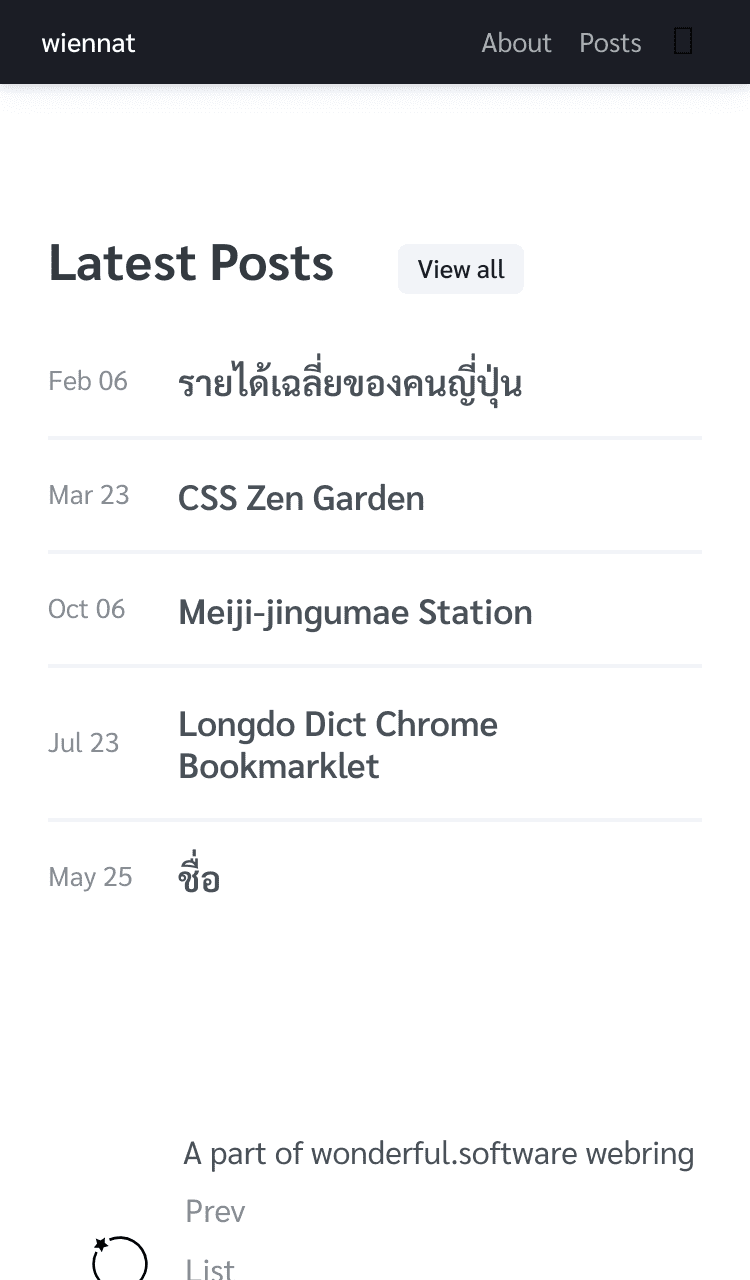 wiennat
About Posts
Latest Posts
View all
Feb 06
รายได้เฉลี่ยของคนญี่ปุ่น
Mar 23
CSS Zen Garden
Oct 06
Meiji-jingumae Station
Jul 23
Longdo Dict Chrome
Bookmarklet
May 25
ชื่อ
A part of wonderful.software webring
Prev
List